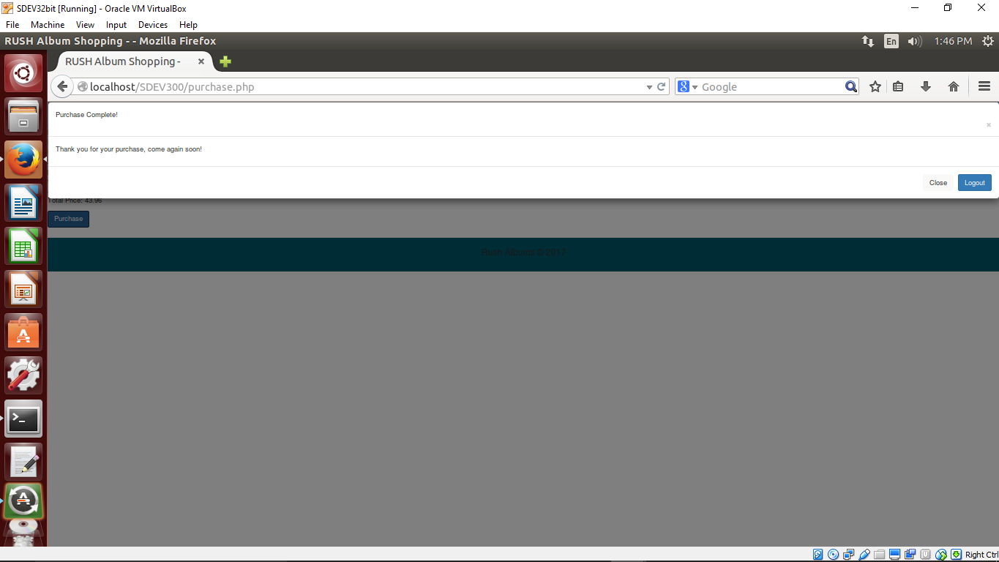 SDEV32bit [Running] - Oracle VM VirtualBox
File Machine View Input Devices Help
RUSH Album Shopping - - Mozilla Firefox
En
1:46 PM
RUSH Album Shopping -
localhost/SDEV300/purchase.php
Google
Purchase Complete!
×
Thank you for your purchase, come again soon!
Close
Logout
Total Price: 43.96
Purchase
Rush Albums © 2017
Right Ctrl